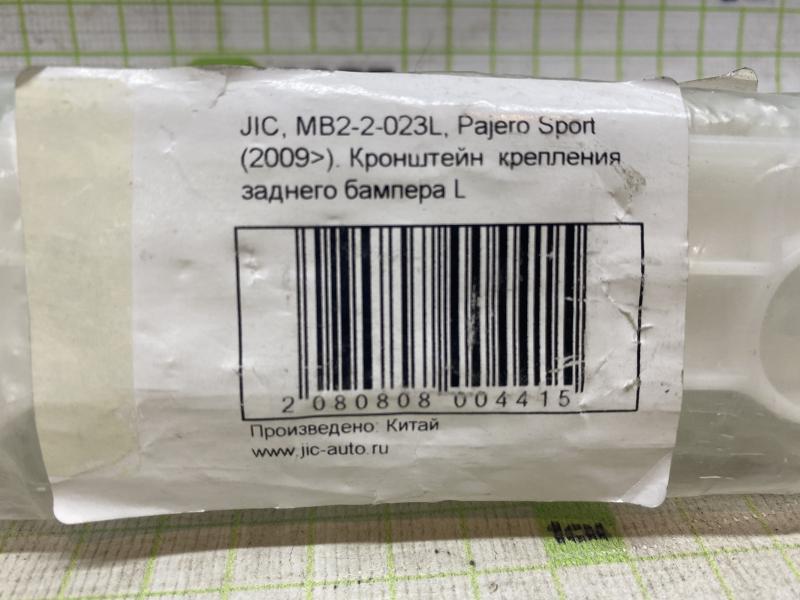 JIC, MB2-2-023L, Pajero Sport
(2009>). Кронштейн крепления
заднего бампера L
2 080808 004415
Произведено: Китай
www.jic-auto.ru
1CM